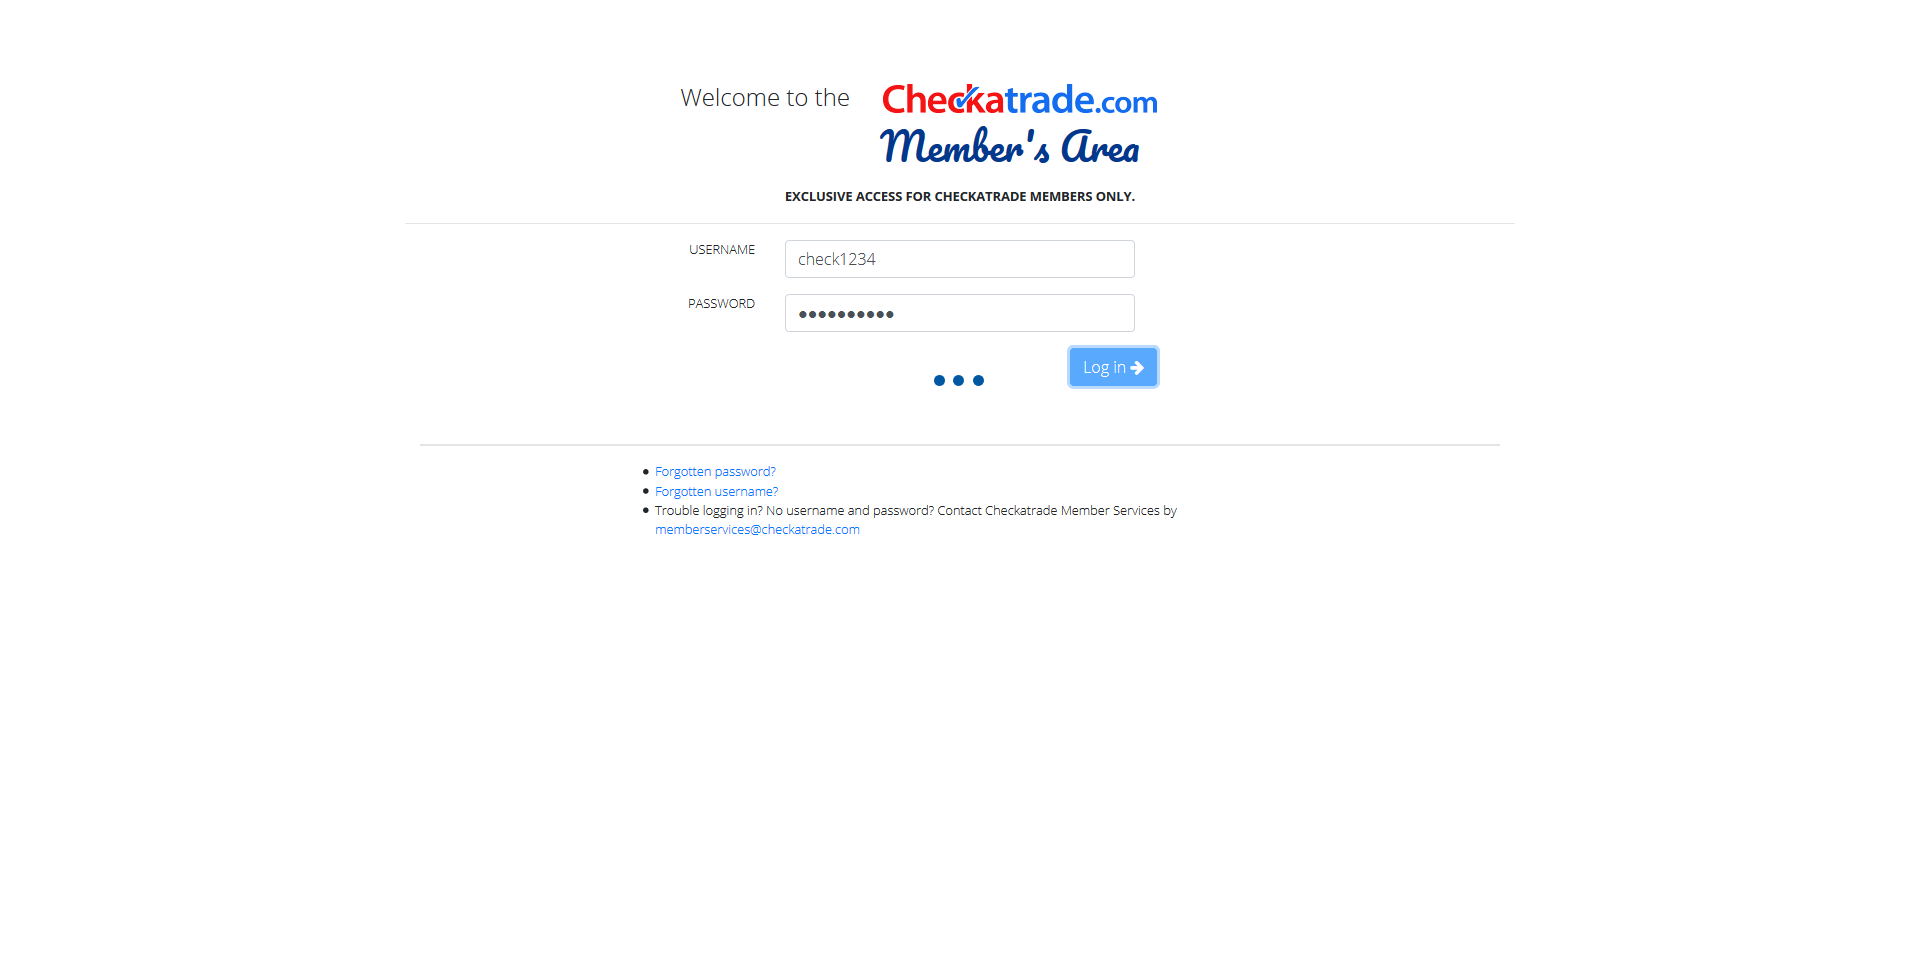 Welcome to the
Checkatrade.com
Member's Area
EXCLUSIVE ACCESS FOR CHECKATRADE MEMBERS ONLY.
USERNAME
check1234
PASSWORD
Log in
Forgotten password?
Forgotten username?
Trouble logging in? No username and password? Contact Checkatrade Member Services by
memberservices@checkatrade.com